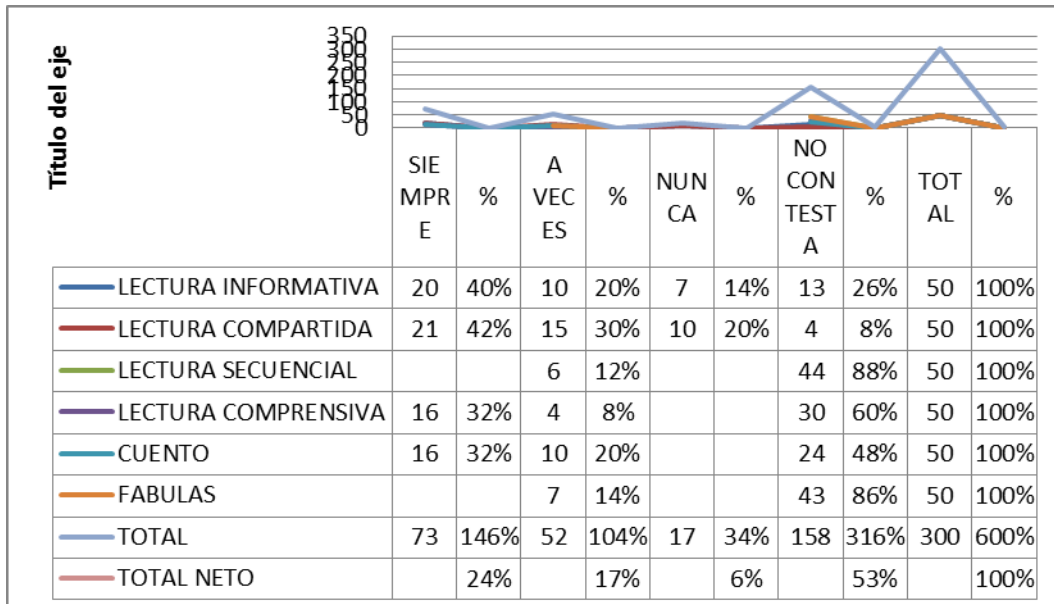 Título del eje
350
300
250
200
150
100
50
0
SIE
MPR
E
%
A
VEC
ES
%
NUN
CA
%
NO
CON
TEST
A
%
TOT
AL
%
LECTURA INFORMATIVA 20 40% 10 20% 7 14% 13 26% 50 100%
LECTURA COMPARTIDA 21 42% 15 30% 10 20% 4 8% 50 100%
LECTURA SECUENCIAL 6 12% 44 88% 50 100%
LECTURA COMPRENSIVA 16 32% 4 8% 30 60% 50 100%
CUENTO 16 32% 10 20% 24 48% 50 100%
FABULAS 7 14% 43 86% 50 100%
TOTAL 73 146% 52 104% 17 34% 158 316% 300 600%
TOTAL NETO 24% 17% 6% 53% 100%